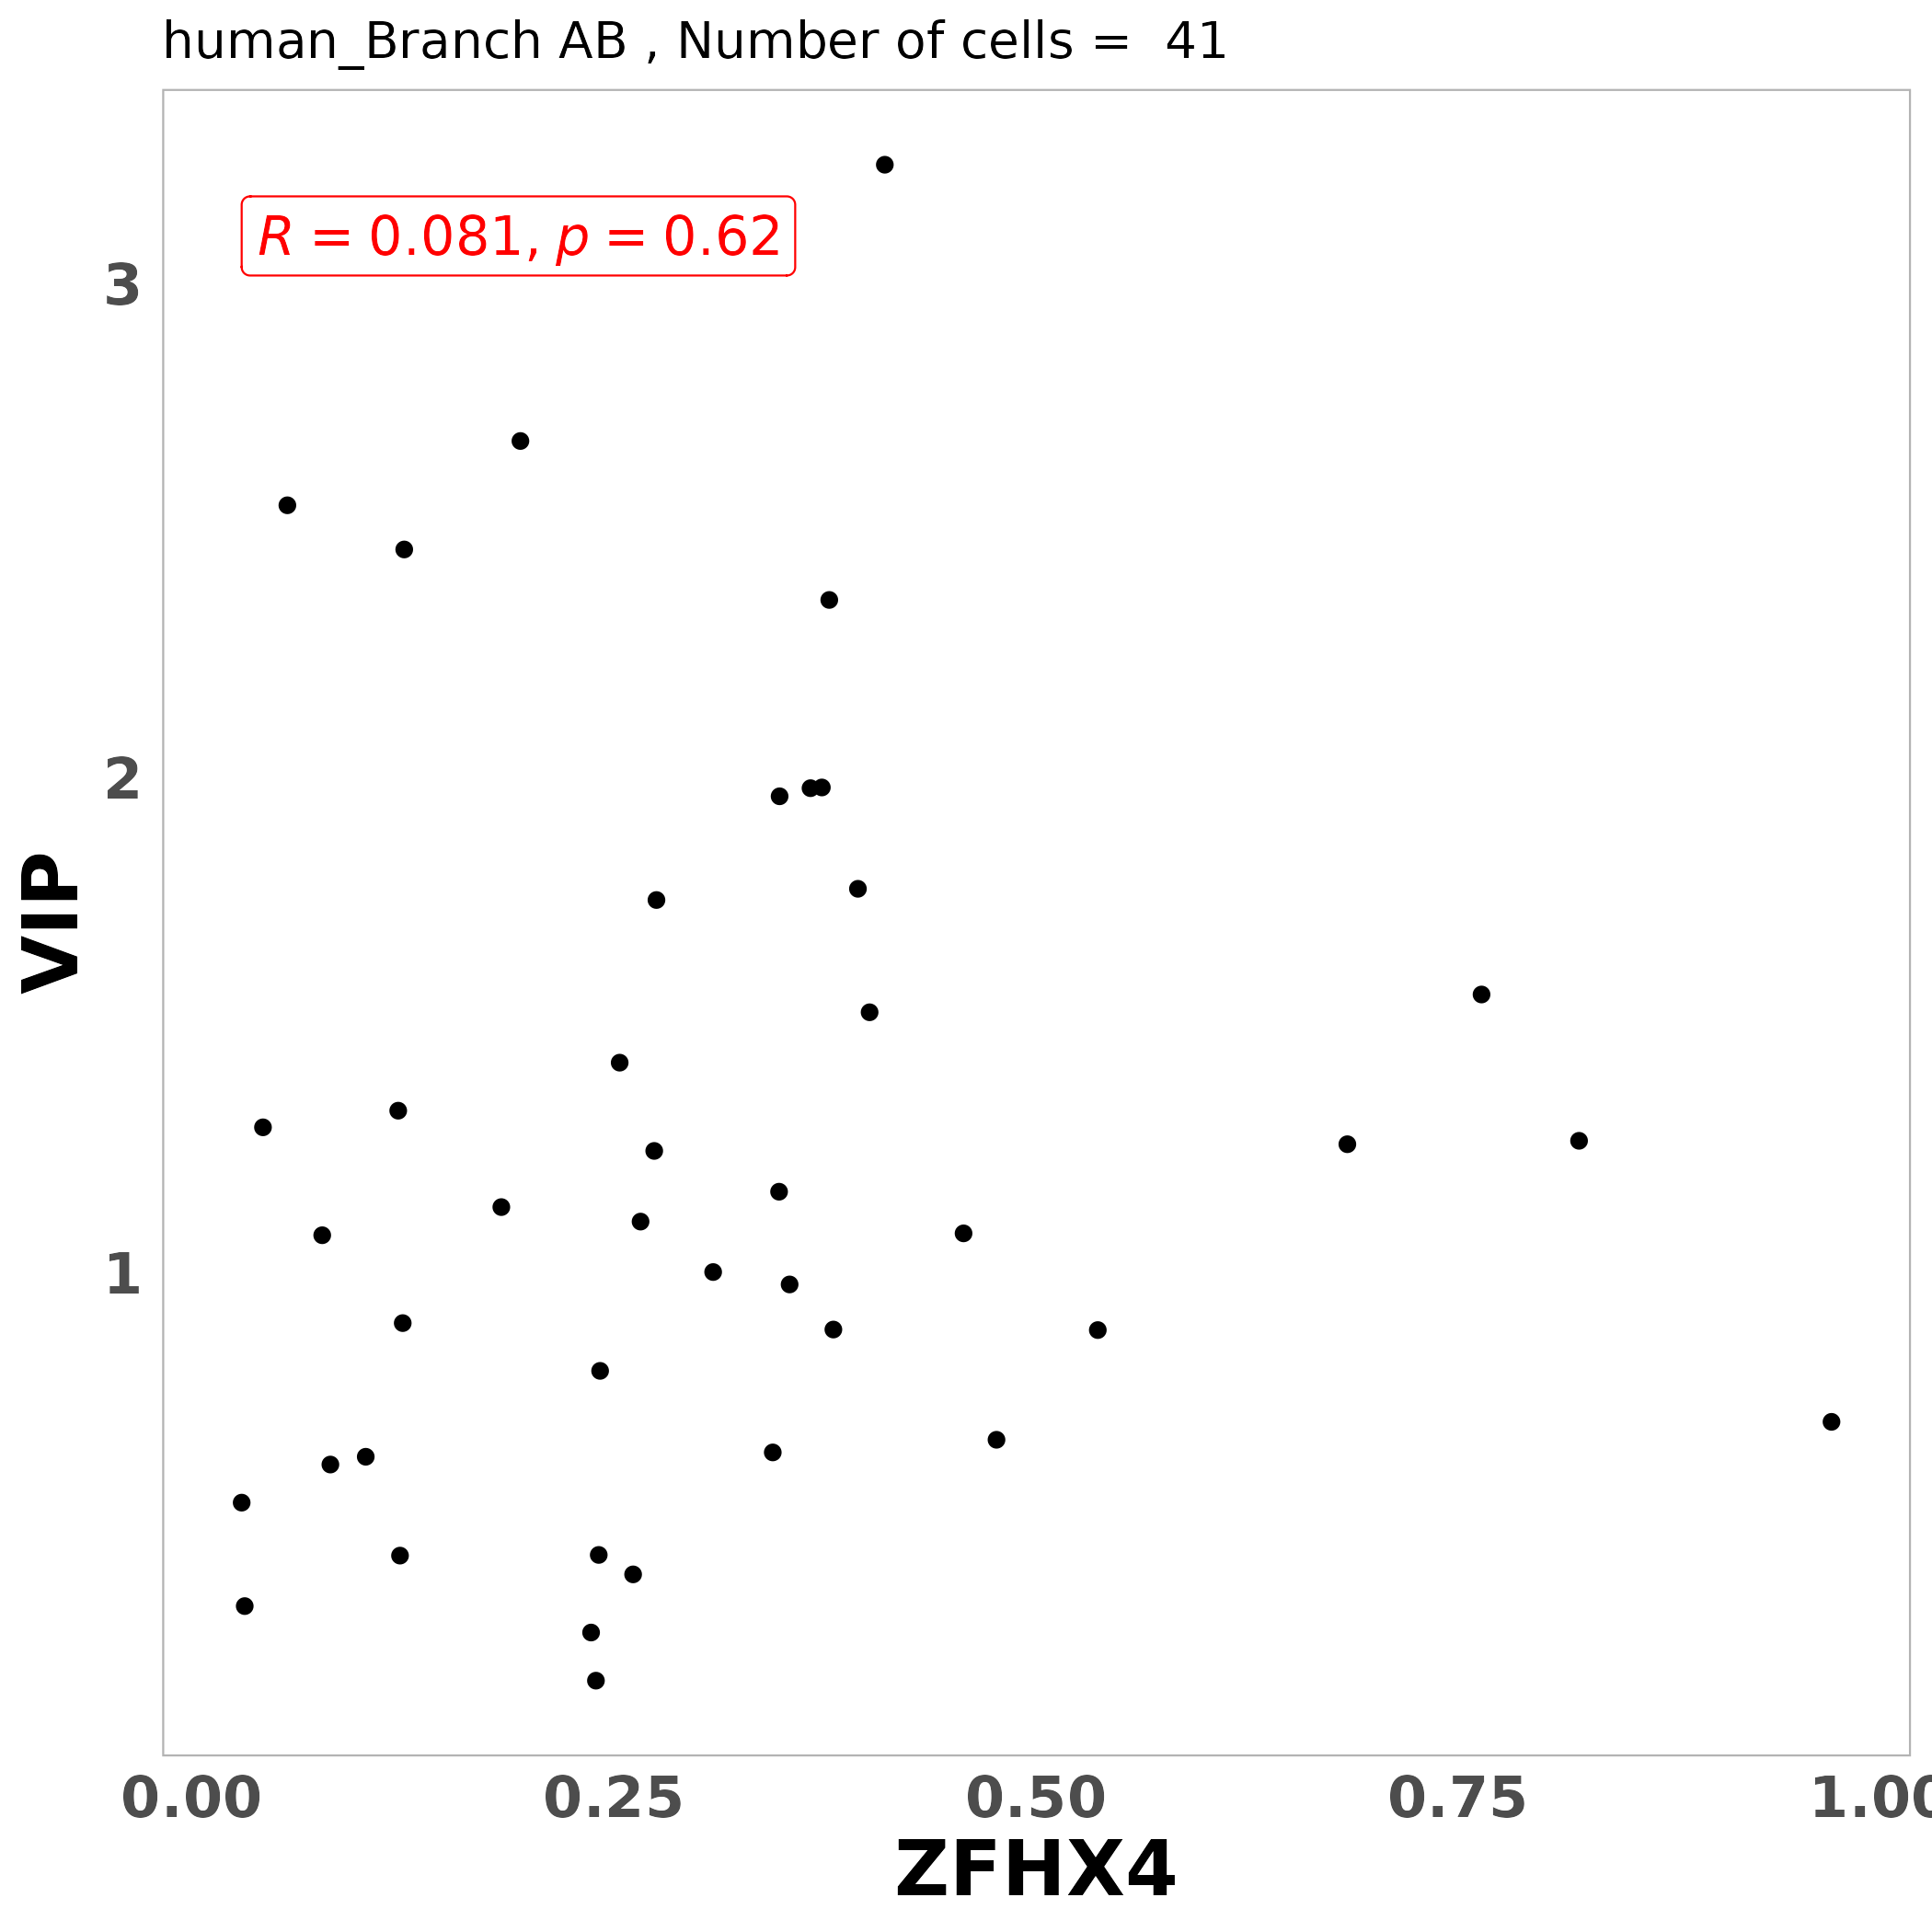 human_Branch AB , Number of cells =  41
R = 0.081, p = 0.62
3
2
1
VIP
0.00 0.25 0.50 0.75 1.00
ZFHX4